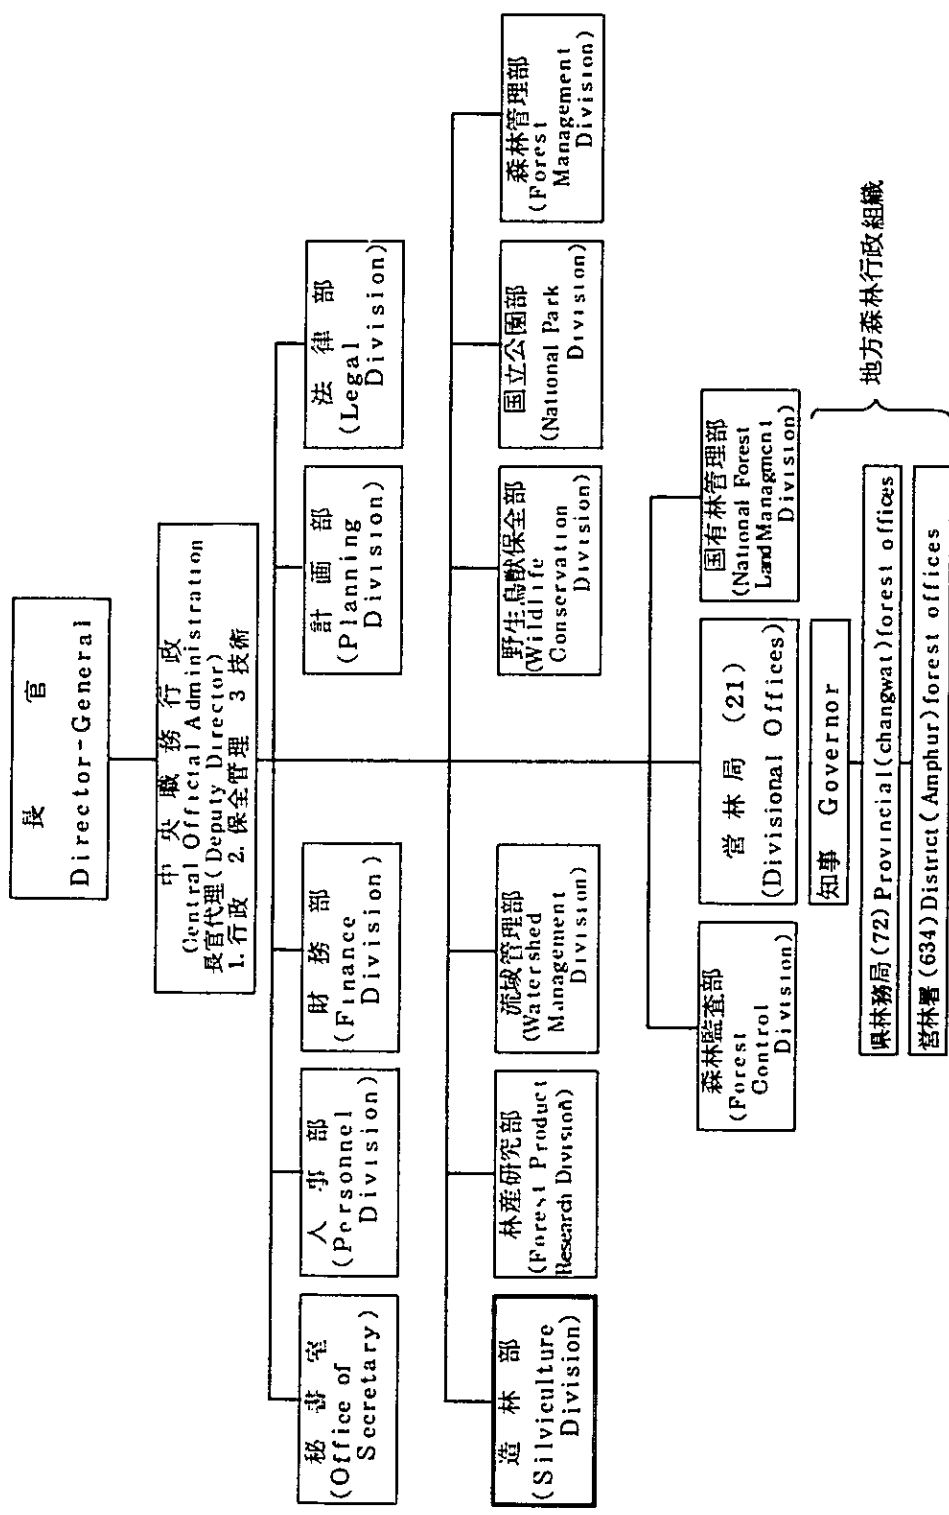 長官
Director-General
中央職務行政
Central Official Administration
長官代理(Deputy Director)
1. 行政 2. 保全管理 3 技術
秘書室
(Office of
Secretary)
人事部
(Personnel
Division)
財務部
(Finance
Division)
計画部
(Planning
Division)
法律部
(Legal
Division)
造林部
(Silviculture
Division)
林産研究部
(Forest Product
Research Division)
流域管理部
(Watershed
Management
Division)
野生鳥獣保全部
(Wildlife
Conservation
Division)
国立公園部
(National Park
Division)
森林管理部
(Forest
Management
Division)
森林監査部
(Forest
Control
Division)
営林局 (21)
(Divisional Offices)
国有林管理部
(National Forest
Land Managment
Division)
知事 Governor
県林務局(72)Provincial(changwat)forest offices
営林署(634)District(Amphur)forest offices
地方森林行政組織